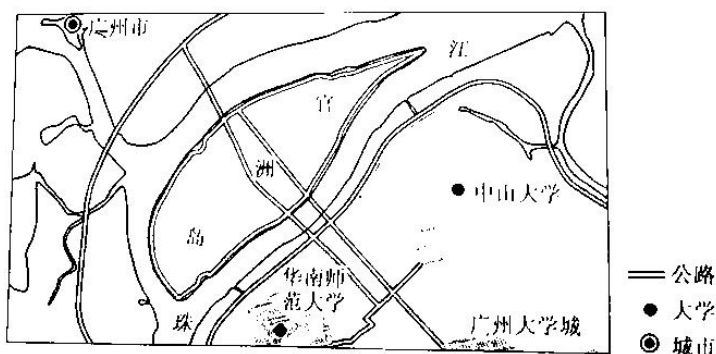 广州市
江
官
洲
岛
中山大学
华南师
范大学
珠
广州大学城
公路
大学
城市